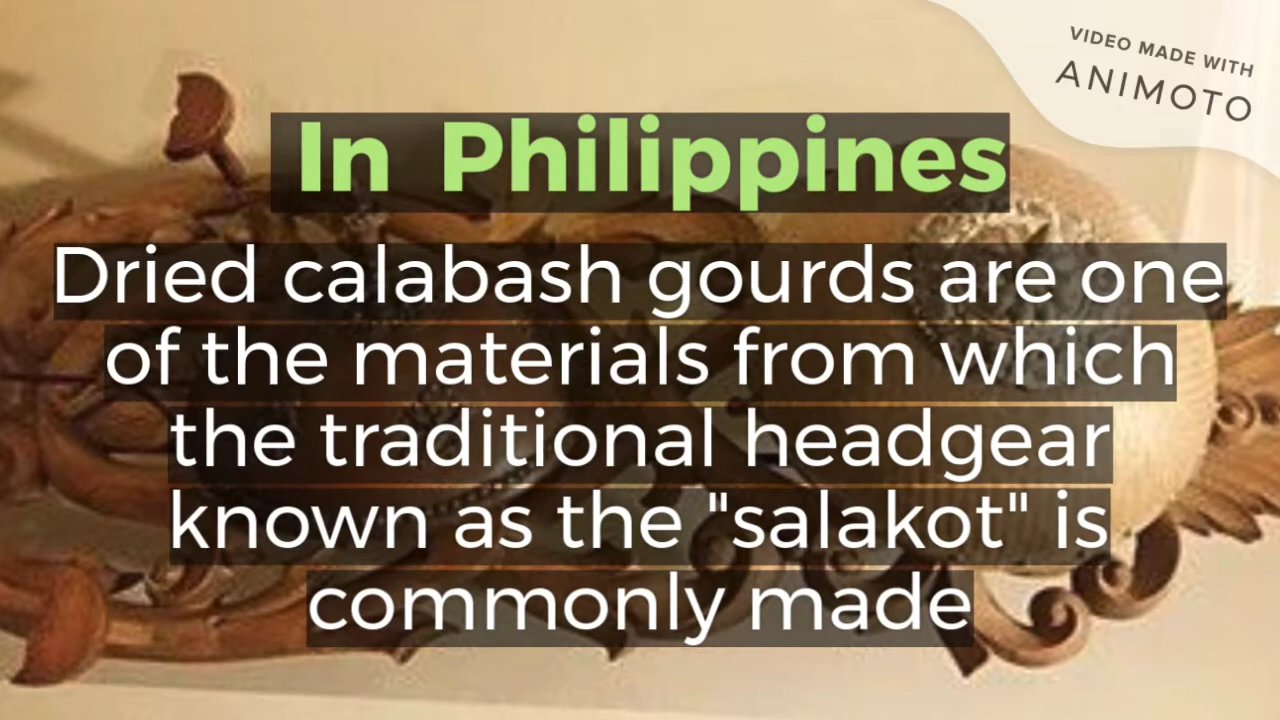 VIDEO MADE WITH
ANIMOTO
In Philippines
Dried calabash gourds are one
of the materials from which
the traditional headgear
known as the "salakot" is
commonly made